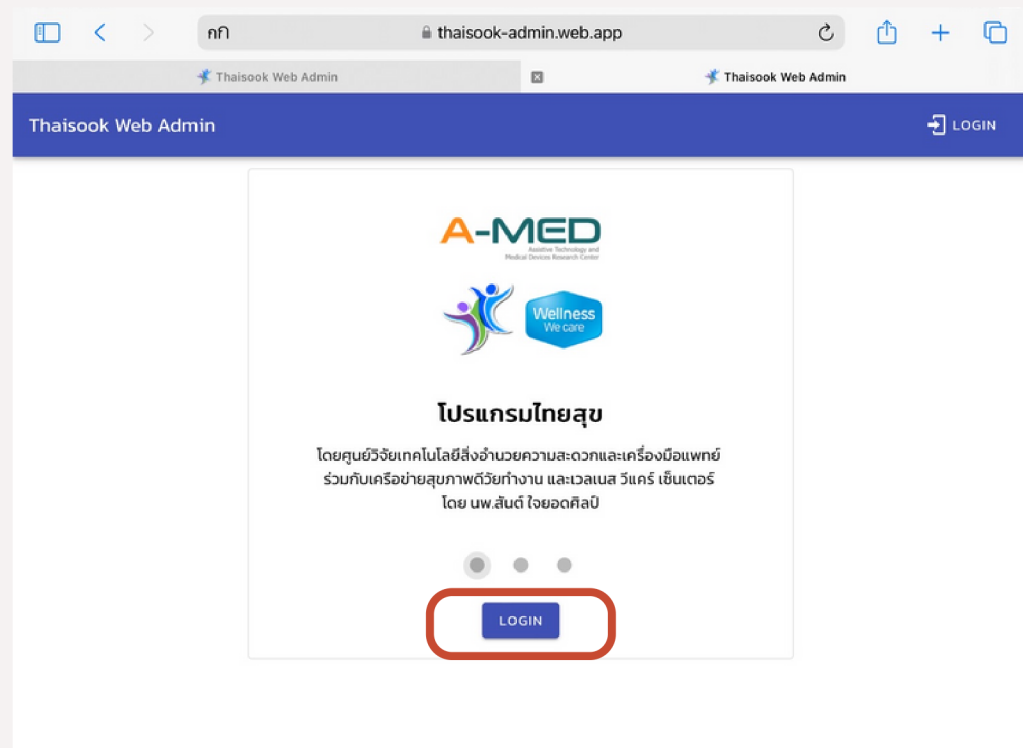 กก thaisook-admin.web.app
Thaisook Web Admin
Thaisook Web Admin
Thaisook Web Admin
LOGIN
A-MED
Assistive Technology and
Medical Devices Research Center
Wellness
We care
โปรแกรมไทยสุข
โดยศูนย์วิจัยเทคโนโลยีสิ่งอำนวยความสะดวกและเครื่องมือแพทย์
ร่วมกับเครือข่ายสุขภาพดีวัยทำงาน และเวลเนส วีแคร์ เซ็นเตอร์
โดย นพ.สันต์ ใจยอดศิลป์
LOGIN